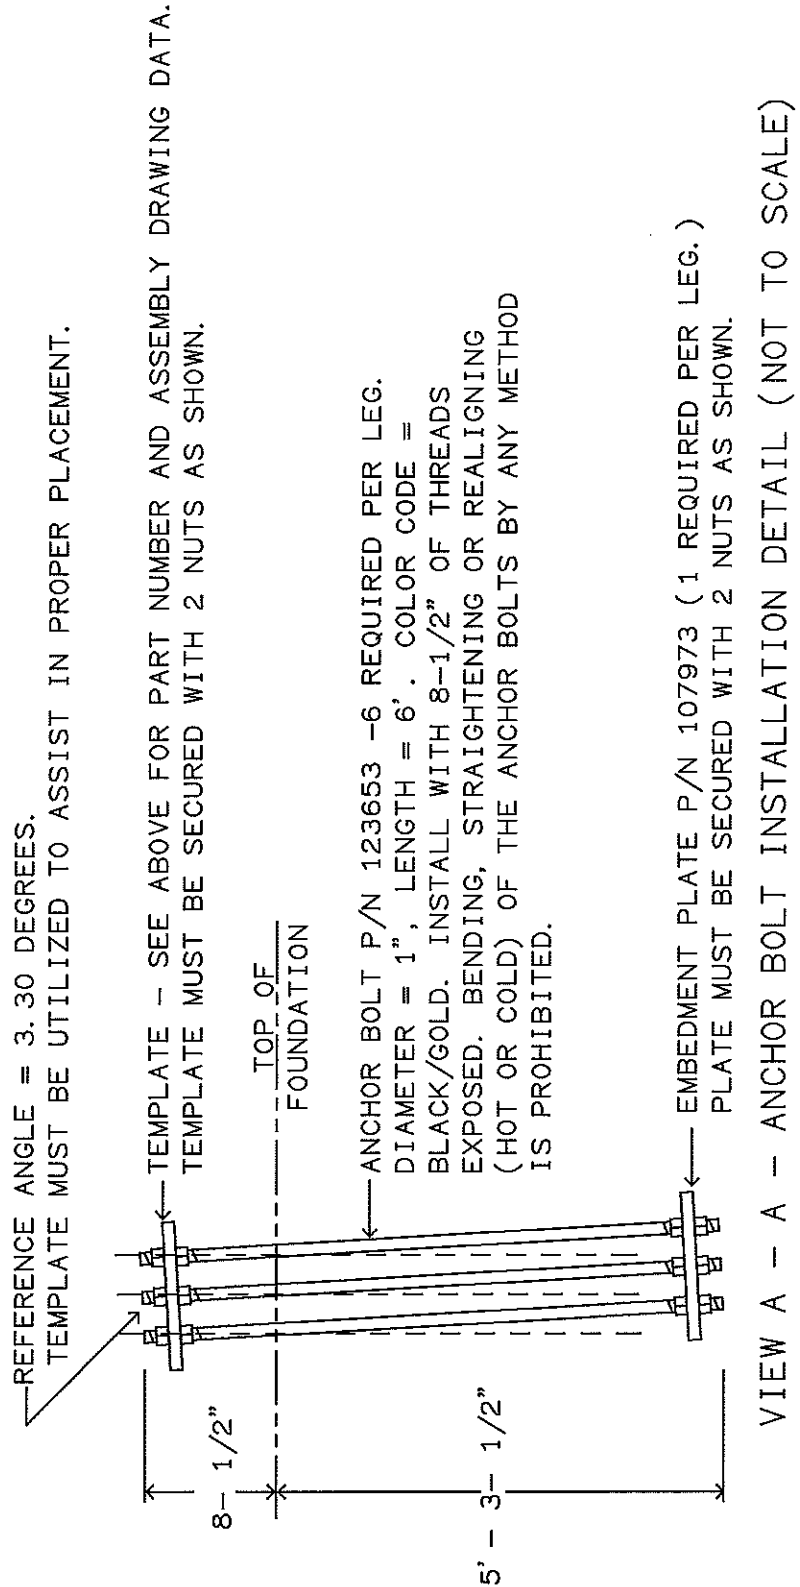 REFERENCE ANGLE = 3.30 DEGREES.
TEMPLATE MUST BE UTILIZED TO ASSIST IN PROPER PLACEMENT.
TEMPLATE – SEE ABOVE FOR PART NUMBER AND ASSEMBLY DRAWING DATA.
TEMPLATE MUST BE SECURED WITH 2 NUTS AS SHOWN.
8– 1/2"
TOP OF
FOUNDATION
ANCHOR BOLT P/N 123653 –6 REQUIRED PER LEG.
DIAMETER = 1", LENGTH = 6'. COLOR CODE =
BLACK/GOLD. INSTALL WITH 8–1/2" OF THREADS
EXPOSED. BENDING, STRAIGHTENING OR REALIGNING
(HOT OR COLD) OF THE ANCHOR BOLTS BY ANY METHOD
IS PROHIBITED.
5' – 3– 1/2"
EMBEDMENT PLATE P/N 107973 (1 REQUIRED PER LEG.)
PLATE MUST BE SECURED WITH 2 NUTS AS SHOWN.
VIEW A – A – ANCHOR BOLT INSTALLATION DETAIL (NOT TO SCALE)